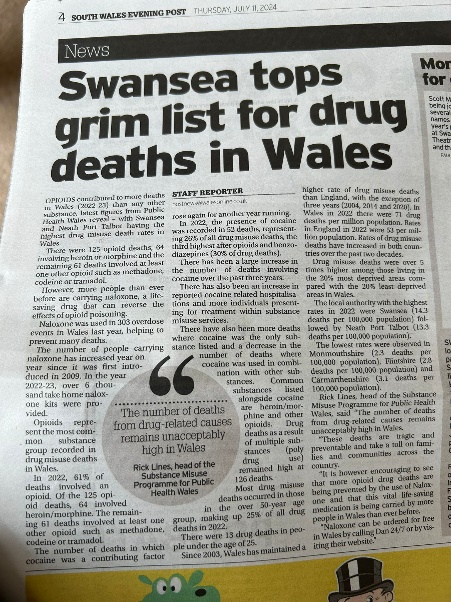 4 SOUTH WALES EVENING POST THURSDAY, JULY 11, 2024
News
Swansea tops
grim list for drug
deaths in Wales
OPIOIDS contributed to more deaths
in Wales (2022-23) than any other
substance, latest figures from Public
Health Wales reveal – with Swansea
and Neath Port Talbot having the
highest drug misuse death rates in
Wales.
There were 125 opioid deaths, 64
involving heroin/morphine and the
remaining 61 deaths involved at least
one other opioid such as methadone,
codeine or tramadol.
However, more people than ever
before are carrying naloxone, a life-
saving drug that can reverse the
effects of opioid poisoning.
Naloxone was used in 303 overdose
events in Wales last year, helping to
prevent many deaths.
The number of people carrying
naloxone has increased year on
year since it was first intro-
duced in 2009. In the year
2022-23, over 6 thou-
sand take home nalox-
one kits were pro-
vided.
Opioids repre-
sent the most com-
mon substance
group recorded in
drug misuse deaths
in Wales.
In 2022, 61% of
deaths involved an
opioid. Of the 125 opi-
oid deaths, 64 involved
heroin/morphine. The remain-
ing 61 deaths involved at least one
other opioid such as methadone,
codeine or tramadol.
The number of deaths in which
cocaine was a contributing factor
STAFF REPORTER
rose again for another year running.
In 2022, the presence of cocaine
was recorded in 52 deaths, represent-
ing 26% of all drug misuse deaths, the
third highest after opioids and benzo-
diazepines (30% of drug deaths).
There has been a large increase in
the number of deaths involving
cocaine over the past three years.
There has also been an increase in
reported cocaine related hospitalisa-
tions and more individuals present-
ing for treatment within substance
misuse services.
There have also been more deaths
where cocaine was the only sub-
stance listed and a decrease in the
number of deaths where
cocaine was used in combi-
nation with other sub-
stances. Common
substances listed
alongside cocaine
are heroin/mor-
phine and other
opioids. Drug
deaths as a result
of multiple sub-
stances (poly
drug use)
remained high at
126 deaths.
Most drug misuse
deaths occurred in those
in the over 50-year age
group, making up 25% of all drug
deaths in 2022.
There were 13 drug deaths in peo-
ple under the age of 25.
Since 2003, Wales has maintained a
“
The number of deaths
from drug-related causes
remains unacceptably
high in Wales
Rick Lines, head of the
Substance Misuse
Programme for Public
Health Wales
higher rate of drug misuse deaths
than England, with the exception of
three years (2004, 2014 and 2020). In
Wales in 2022 there were 71 drug
deaths per million population. Rates
in England in 2022 were 53 per mil-
lion population. Rates of drug misuse
deaths have increased in both coun-
tries over the past two decades.
Drug misuse deaths were over 5
times higher among those living in
the 20% most deprived areas com-
pared with the 20% least deprived
areas in Wales.
The local authority with the highest
rates in 2022 were Swansea (14.3
deaths per 100,000 population) fol-
lowed by Neath Port Talbot (13.3
deaths per 100,000 population).
The lowest rates were observed in
Monmouthshire (2.3 deaths per
100,000 population), Flintshire (2.8
deaths per 100,000 population) and
Carmarthenshire (3.1 deaths per
100,000 population).
Rick Lines, head of the Substance
Misuse Programme for Public Health
Wales, said "The number of deaths
from drug-related causes remains
unacceptably high in Wales.
"These deaths are tragic and
preventable and take a toll on fami-
lies and communities across the
country.
"It is however encouraging to see
that more opioid drug deaths are
being prevented by the use of Nalox-
one and that this vital life-saving
medication is being carried by more
people in Wales than ever before.
"Naloxone can be ordered for free
in Wales by calling Dan 24/7 or by vis-
iting their website."
Mor
for
Scott M
being jo
several
names
year's p
at Swa
Theatr
and th